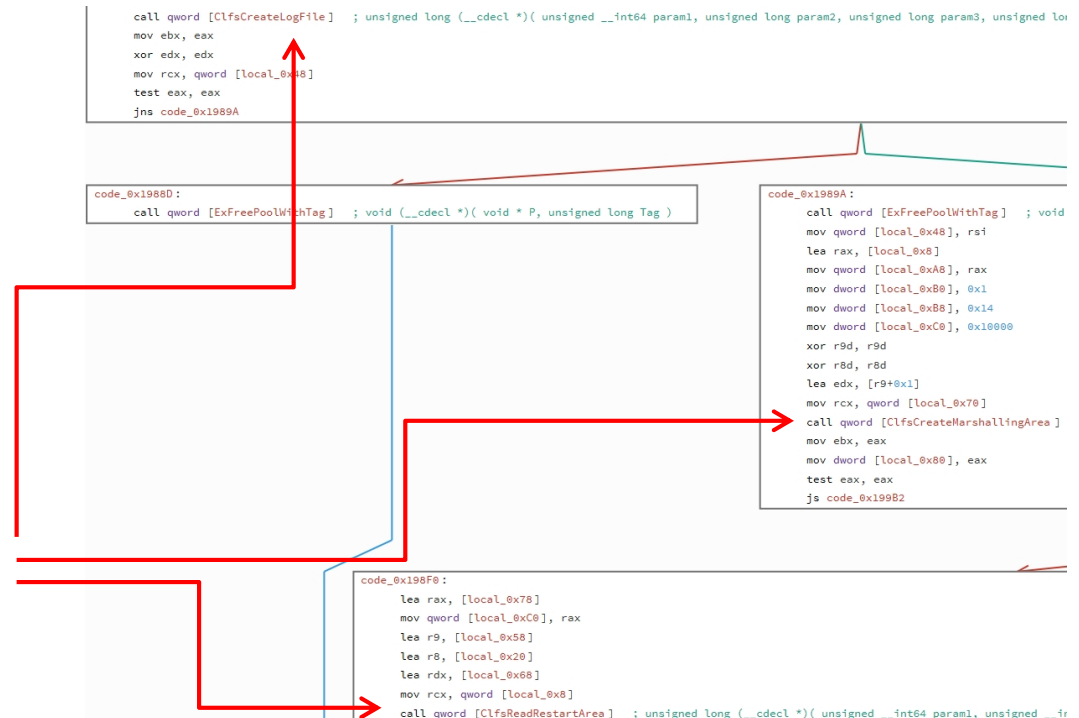 call qword [ClfsCreateLogFile] ; unsigned long (__cdecl *)( unsigned __int64 param1, unsigned long param2, unsigned long param3, unsigned
mov ebx, eax
xor edx, edx
mov rcx, qword [local_0x48]
test eax, eax
jns code_0x1989A
code_0x1988D:
call qword [ExFreePoolWithTag] ; void (__cdecl *)( void * P, unsigned long Tag )
code_0x1989A:
call qword [ExFreePoolWithTag] ; void
mov qword [local_0x48], rsi
lea rax, [local_0x8]
mov qword [local_0xA8], rax
mov dword [local_0xB0], 0x1
mov dword [local_0xB8], 0x14
mov dword [local_0xC0], 0x10000
xor r9d, r9d
xor r8d, r8d
lea edx, [r9+0x1]
mov rcx, qword [local_0x70]
call qword [ClfsCreateMarshallingArea]
mov ebx, eax
mov dword [local_0x80], eax
test eax, eax
js code_0x199B2
code_0x198F0:
lea rax, [local_0x78]
mov qword [local_0xC0], rax
lea r9, [local_0x58]
lea r8, [local_0x20]
lea rdx, [local_0x68]
mov rcx, qword [local_0x8]
call qword [ClfsReadRestartArea] ; unsigned long (__cdecl *)( unsigned __int64 param1, unsigned